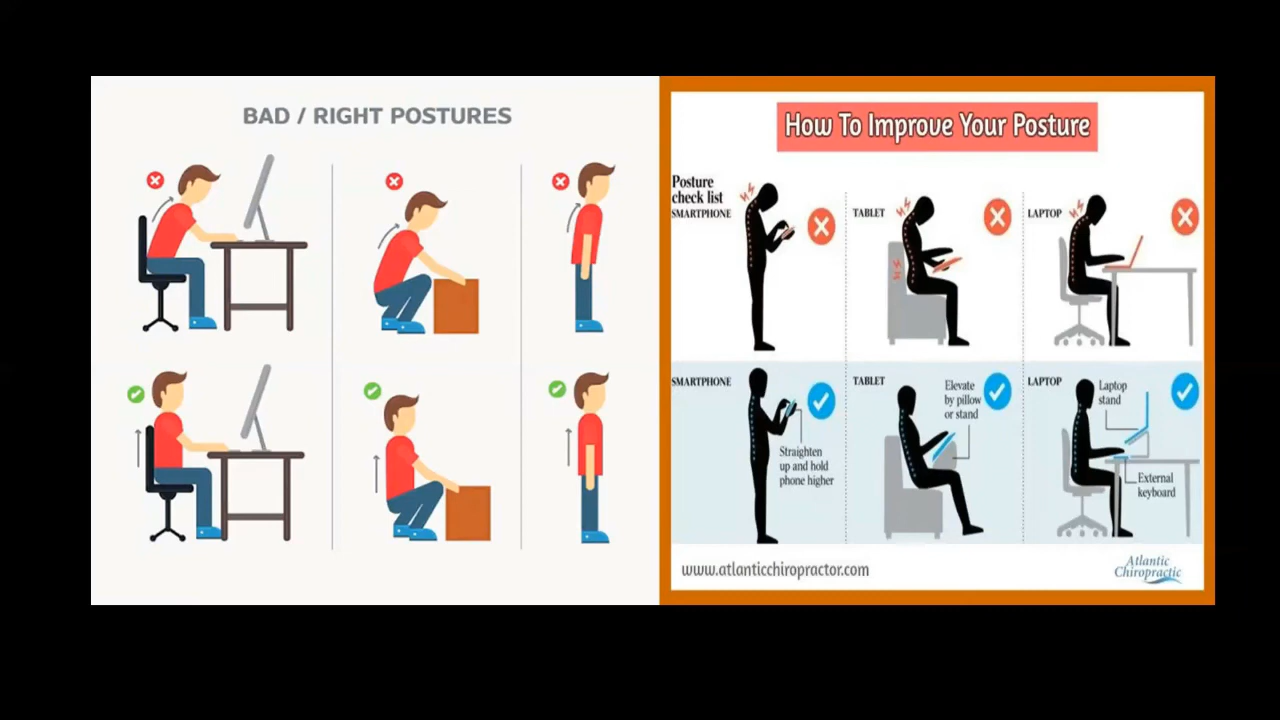 BAD / RIGHT POSTURES
How To Improve Your Posture
Posture
check list
SMARTPHONE
TABLET
LAPTOP
SMARTPHONE
Straighten
up and hold
phone higher
TABLET
Elevate
by pillow
or stand
LAPTOP
Laptop
stand
External
keyboard
www.atlanticchiropractor.com
Atlantic
Chiropractic